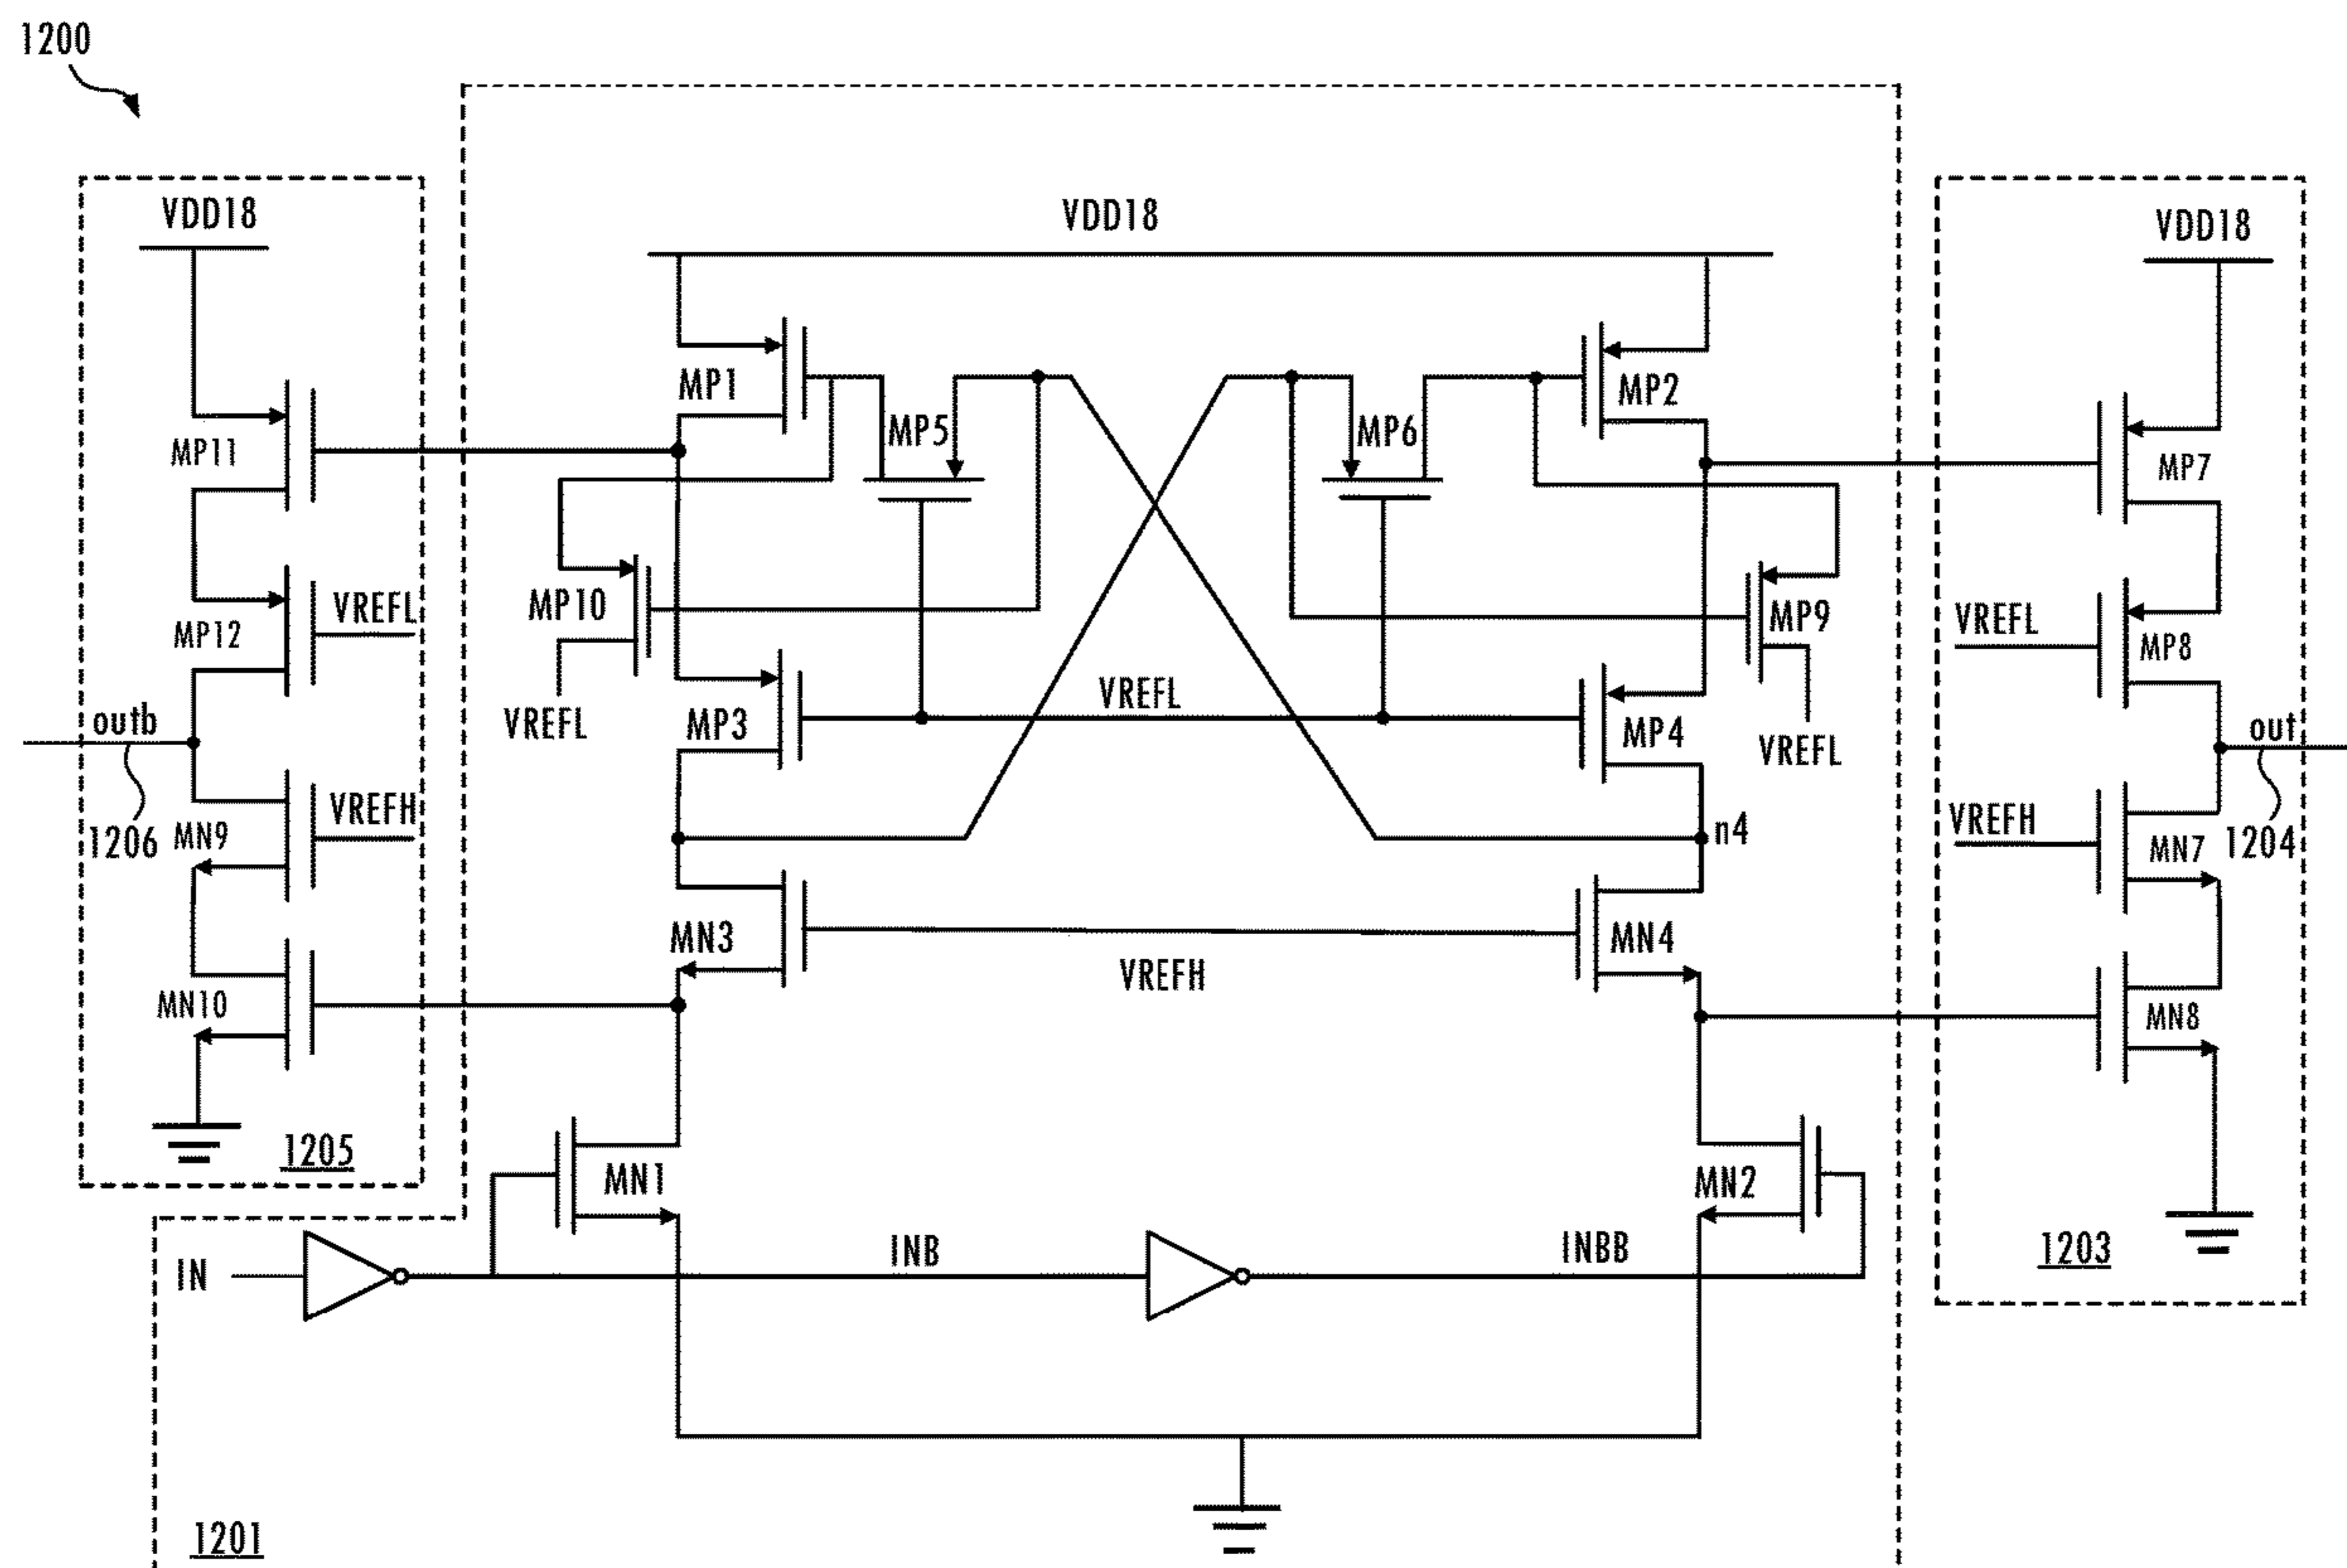 1200
VDD18
VDD18
VDD18
MP1
MP5
MP6
MP2
MP11
MP7
MP10
VREFL
MP9
VREFL
MP12
MP8
VREFL
VREFL
MP3
MP4
VREFL
outb
out
n4
VREFH
VREFH
1206
MN9
MN7
1204
MN3
MN4
VREFH
MN10
MN8
1205
MN1
MN2
IN
INB
INBB
1203
1201